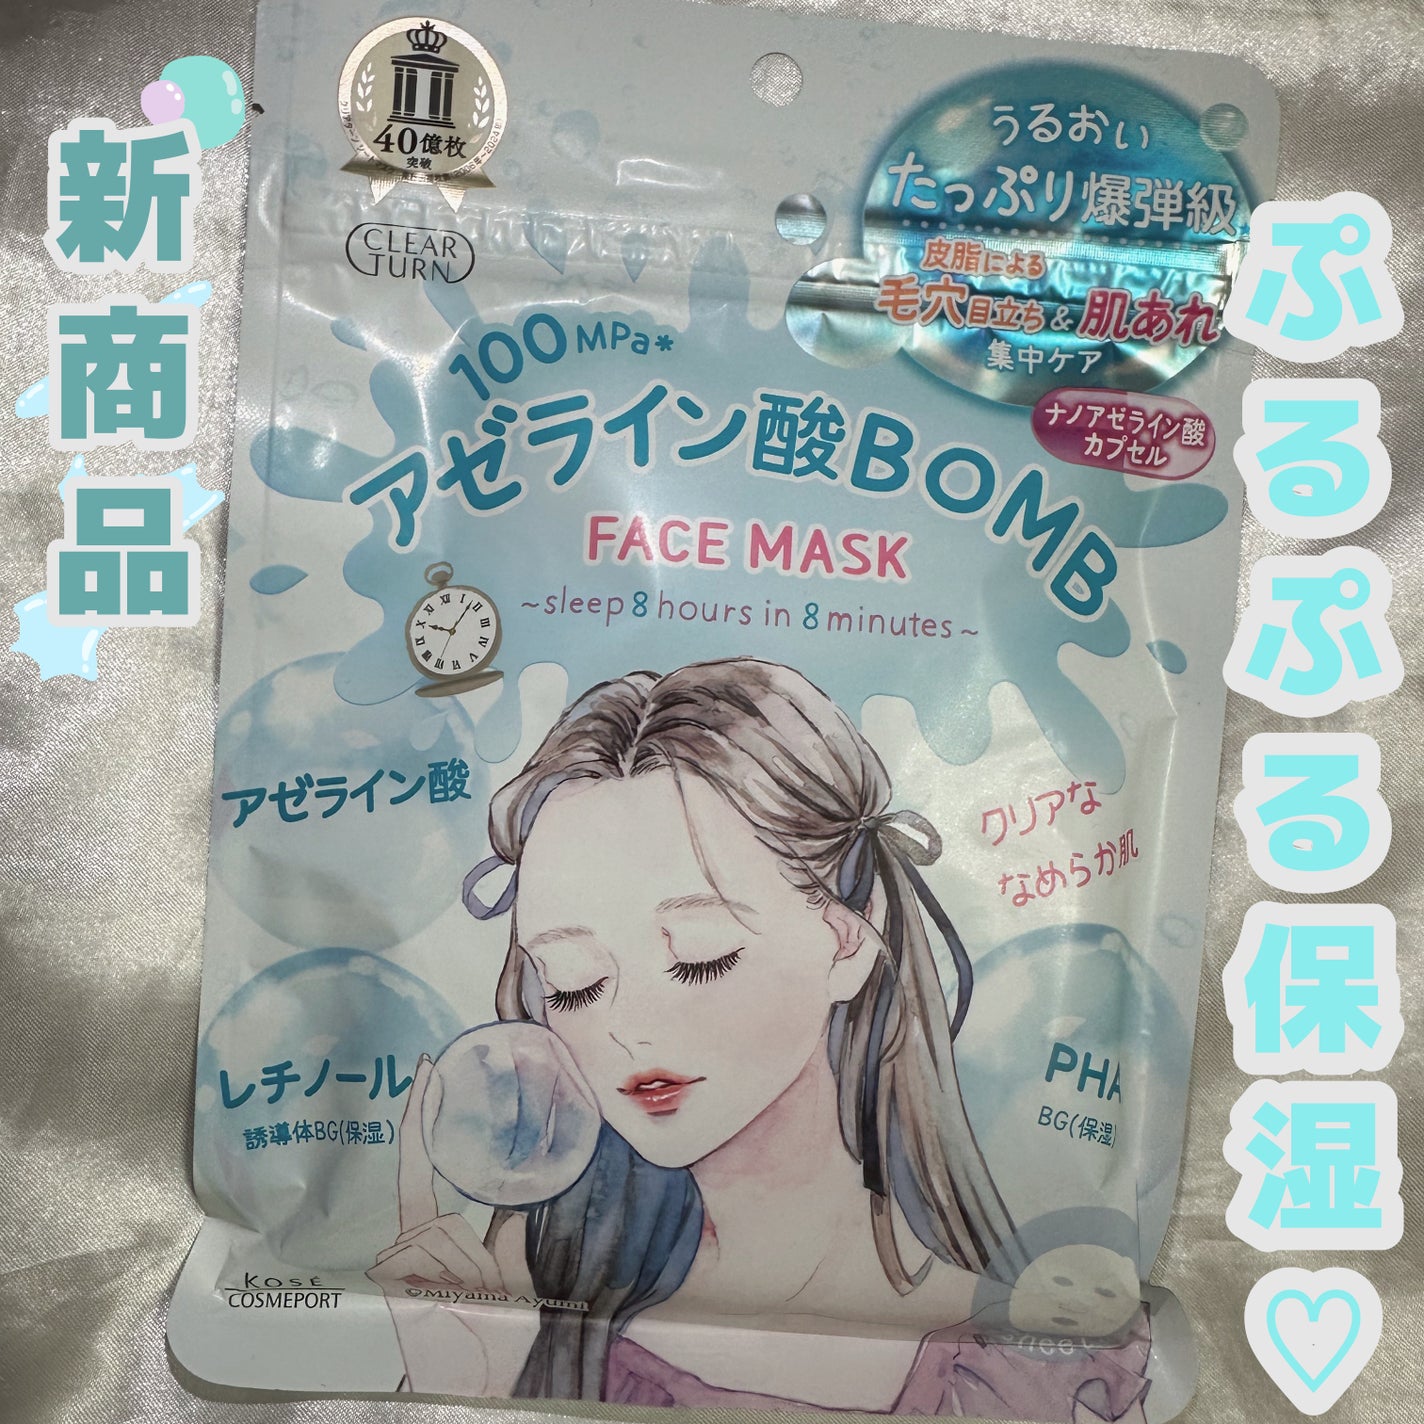 新商品
ぷるぷる保湿♡
40億枚
突破
CLEAR
TURN
うるおい
たっぷり爆弾級
皮脂による
毛穴目立ち&肌あれ
集中ケア
ナノアゼライン酸
カプセル
100MPa*
アゼライン酸BOMB
FACE MASK
~sleep 8 hours in 8 minutes~
アゼライン酸
クリアな
なめらか肌
レチノール
誘導体BG(保湿)
PHA
BG(保湿
KOSÉ
COSMEPORT
©Miyama Ayumi